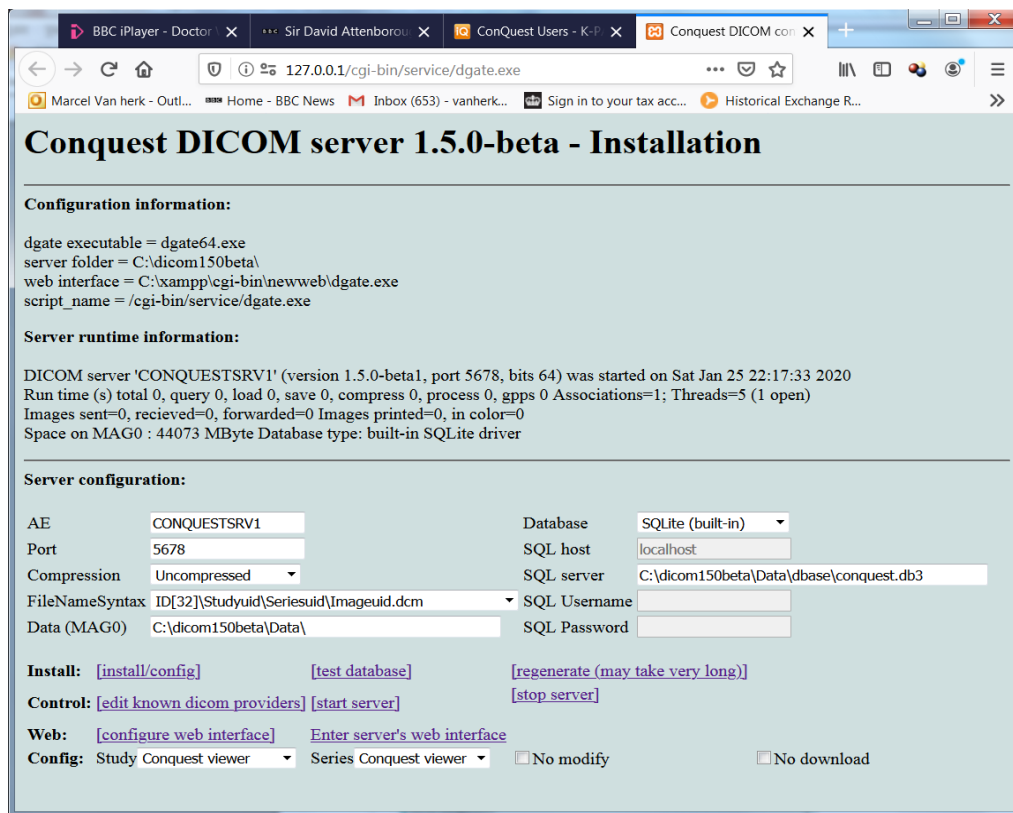 BBC iPlayer - Doctor
BBC Sir David Attenborou
IQ ConQuest Users - K-P
Conquest DICOM con
127.0.0.1/cgi-bin/service/dgate.exe
Marcel Van herk - Outl...
BBC Home - BBC News
Inbox (653) - vanherk...
Sign in to your tax acc...
Historical Exchange R...
Conquest DICOM server 1.5.0-beta - Installation
Configuration information:
dgate executable = dgate64.exe
server folder = C:\dicom150beta\
web interface = C:\xampp\cgi-bin\newweb\dgate.exe
script_name = /cgi-bin/service/dgate.exe
Server runtime information:
DICOM server 'CONQUESTSRV1' (version 1.5.0-beta1, port 5678, bits 64) was started on Sat Jan 25 22:17:33 2020
Run time (s) total 0, query 0, load 0, save 0, compress 0, process 0, gpps 0 Associations=1; Threads=5 (1 open)
Images sent=0, recieved=0, forwarded=0 Images printed=0, in color=0
Space on MAG0 : 44073 MByte Database type: built-in SQLite driver
Server configuration:
AE CONQUESTSRV1 Database SQLite (built-in)
Port 5678 SQL host localhost
Compression Uncompressed SQL server C:\dicom150beta\Data\dbase\conquest.db3
FileNameSyntax ID[32]\Studyuid\Seriesuid\Imageuid.dcm SQL Username
Data (MAG0) C:\dicom150beta\Data\ SQL Password
Install: [install/config] [test database] [regenerate (may take very long)]
Control: [edit known dicom providers] [start server] [stop server]
Web: [configure web interface] Enter server's web interface
Config: Study Conquest viewer Series Conquest viewer No modify No download